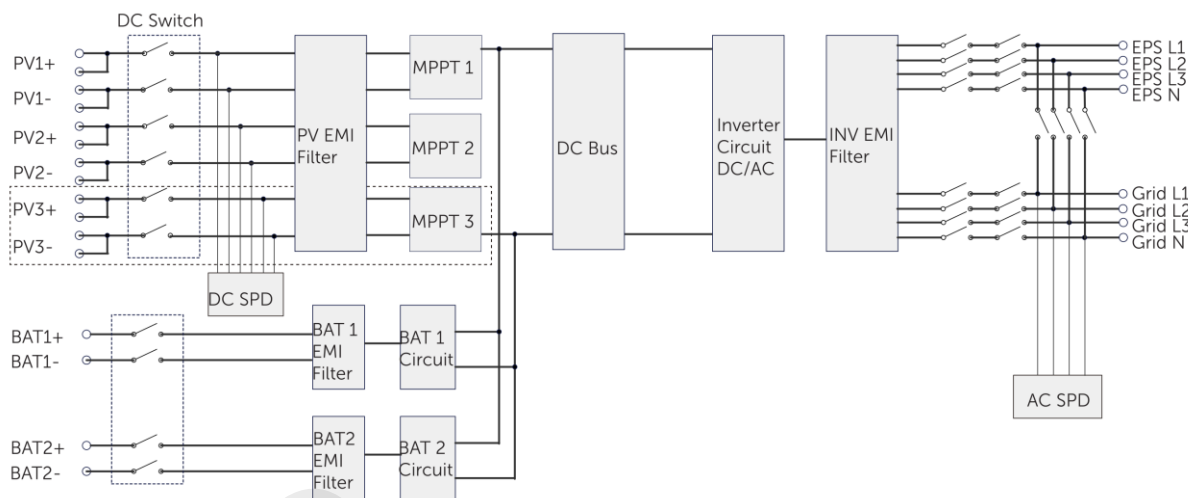 DC Switch
PV1+
PV1-
PV2+
PV2-
PV3+
PV3-
PV EMI
Filter
MPPT 1
MPPT 2
MPPT 3
DC SPD
DC Bus
Inverter
Circuit
DC/AC
INV EMI
Filter
EPS L1
EPS L2
EPS L3
EPS N
Grid L1
Grid L2
Grid L3
Grid N
AC SPD
BAT1+
BAT1-
BAT 1
EMI
Filter
BAT 1
Circuit
BAT2+
BAT2-
BAT2
EMI
Filter
BAT 2
Circuit